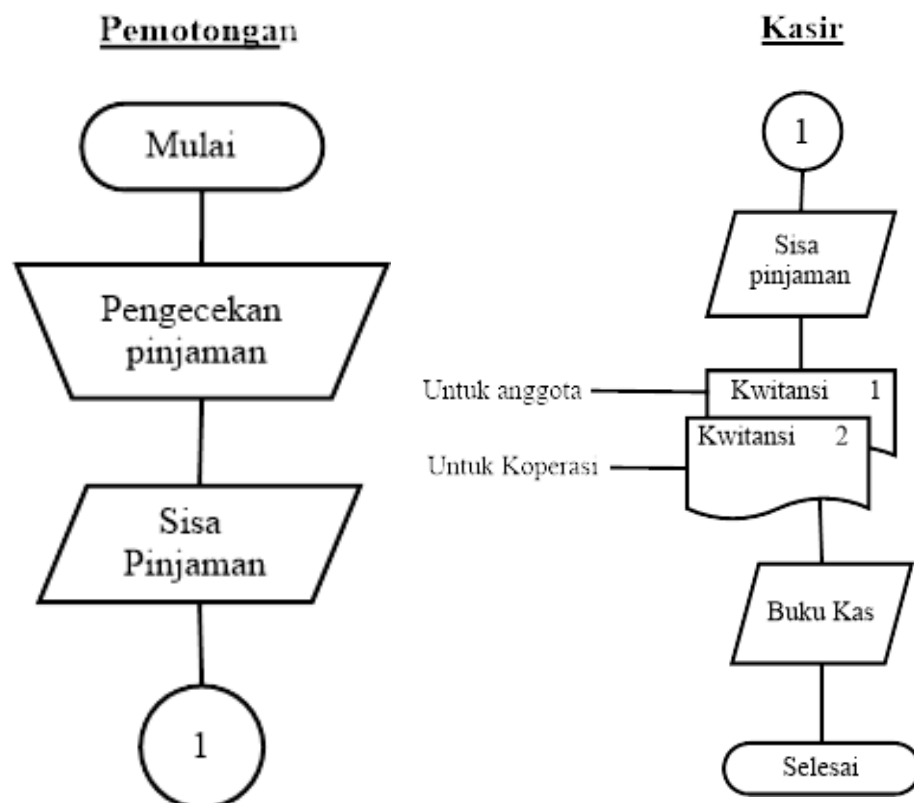 Pemotongan
Mulai
Pengecekan
pinjaman
Sisa
Pinjaman
1
Kasir
1
Sisa
pinjaman
Untuk anggota
Kwitansi 1
Kwitansi 2
Untuk Koperasi
Buku Kas
Selesai